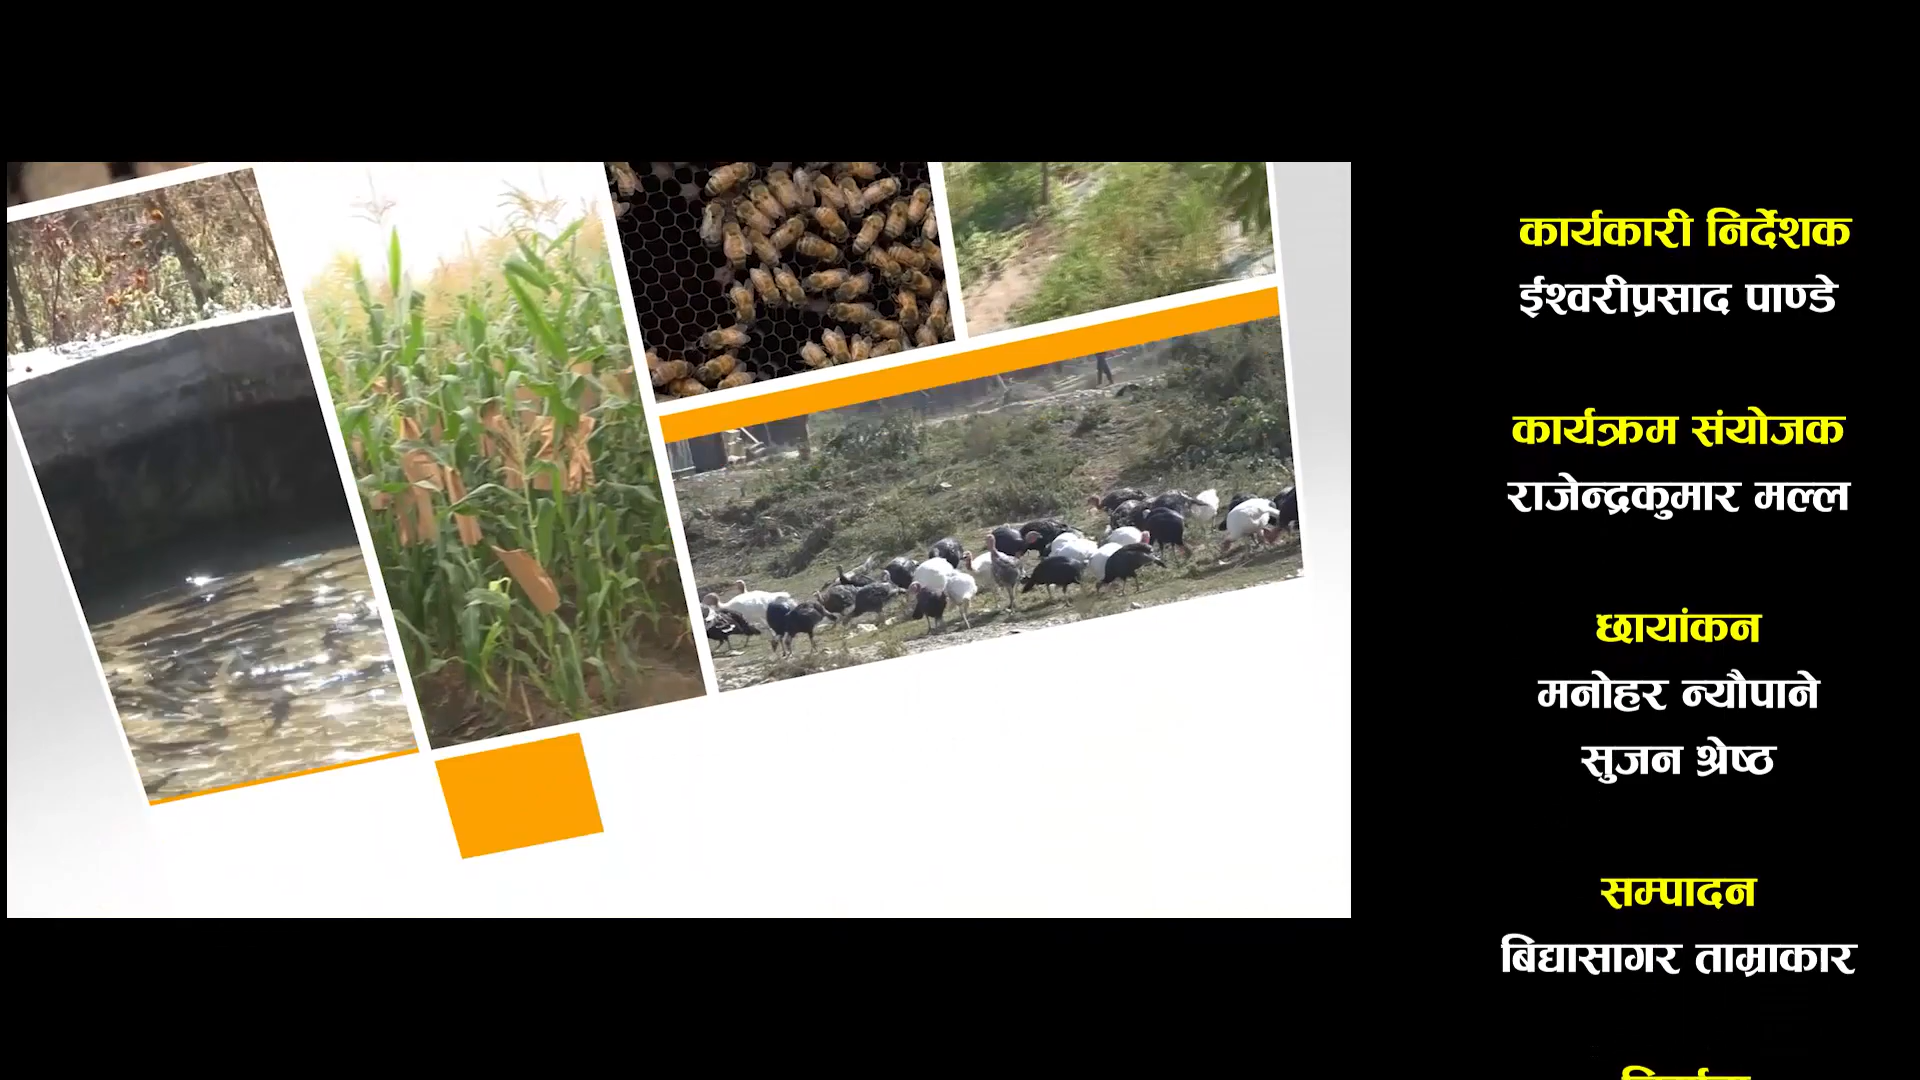 कार्यकारी निर्देशक
ईश्वरीप्रसाद पाण्डे
कार्यक्रम संयोजक
राजेन्द्रकुमार मल्ल
छायांकन
मनोहर न्यौपाने
सुजन श्रेष्ठ
सम्पादन
बिद्यासागर ताम्राकार